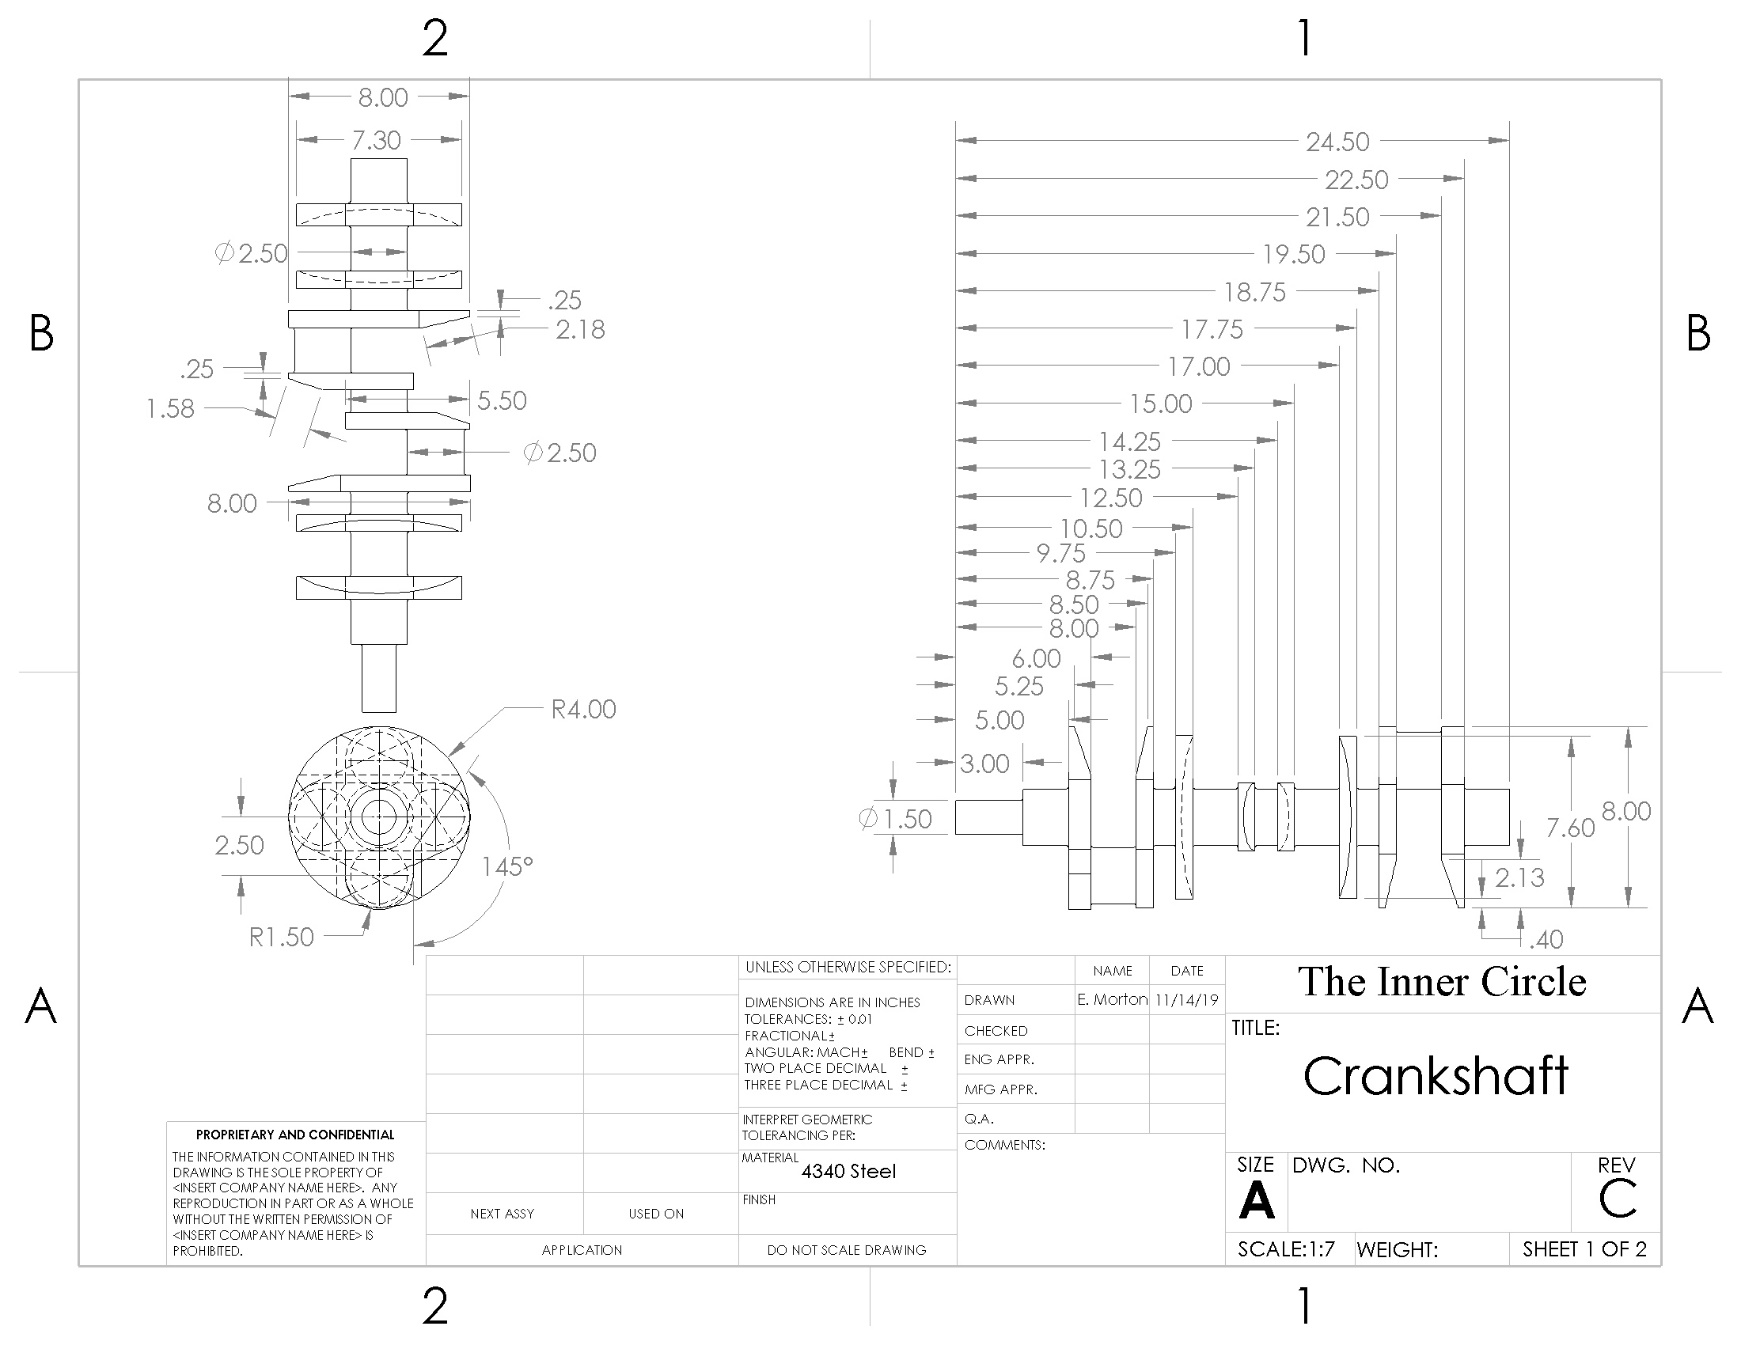 2
1
8.00
7.30
24.50
22.50
21.50
∅2.50
19.50
.25
18.75
B
2.18
17.75
B
.25
17.00
1.58
5.50
15.00
14.25
∅2.50
13.25
8.00
12.50
10.50
9.75
8.75
8.50
8.00
6.00
5.25
R4.00
5.00
3.00
2.50
145°
∅1.50
7.60
8.00
2.13
R1.50
.40
A
A
UNLESS OTHERWISE SPECIFIED:
DIMENSIONS ARE IN INCHES
TOLERANCES: ± 0.01
FRACTIONAL±
ANGULAR: MACH± BEND ±
TWO PLACE DECIMAL ±
THREE PLACE DECIMAL ±
INTERPRET GEOMETRIC
TOLERANCING PER:
MATERIAL
4340 Steel
FINISH
DO NOT SCALE DRAWING
NAME DATE
DRAWN E. Morton 11/14/19
CHECKED
ENG APPR.
MFG APPR.
Q.A.
COMMENTS:
The Inner Circle
TITLE:
Crankshaft
SIZE DWG. NO. REV
A C
SCALE:1:7 WEIGHT: SHEET 1 OF 2
PROPRIETARY AND CONFIDENTIAL
THE INFORMATION CONTAINED IN THIS
DRAWING IS THE SOLE PROPERTY OF
<INSERT COMPANY NAME HERE>. ANY
REPRODUCTION IN PART OR AS A WHOLE
WITHOUT THE WRITTEN PERMISSION OF
<INSERT COMPANY NAME HERE> IS
PROHIBITED.
NEXT ASSY USED ON
APPLICATION
2
1